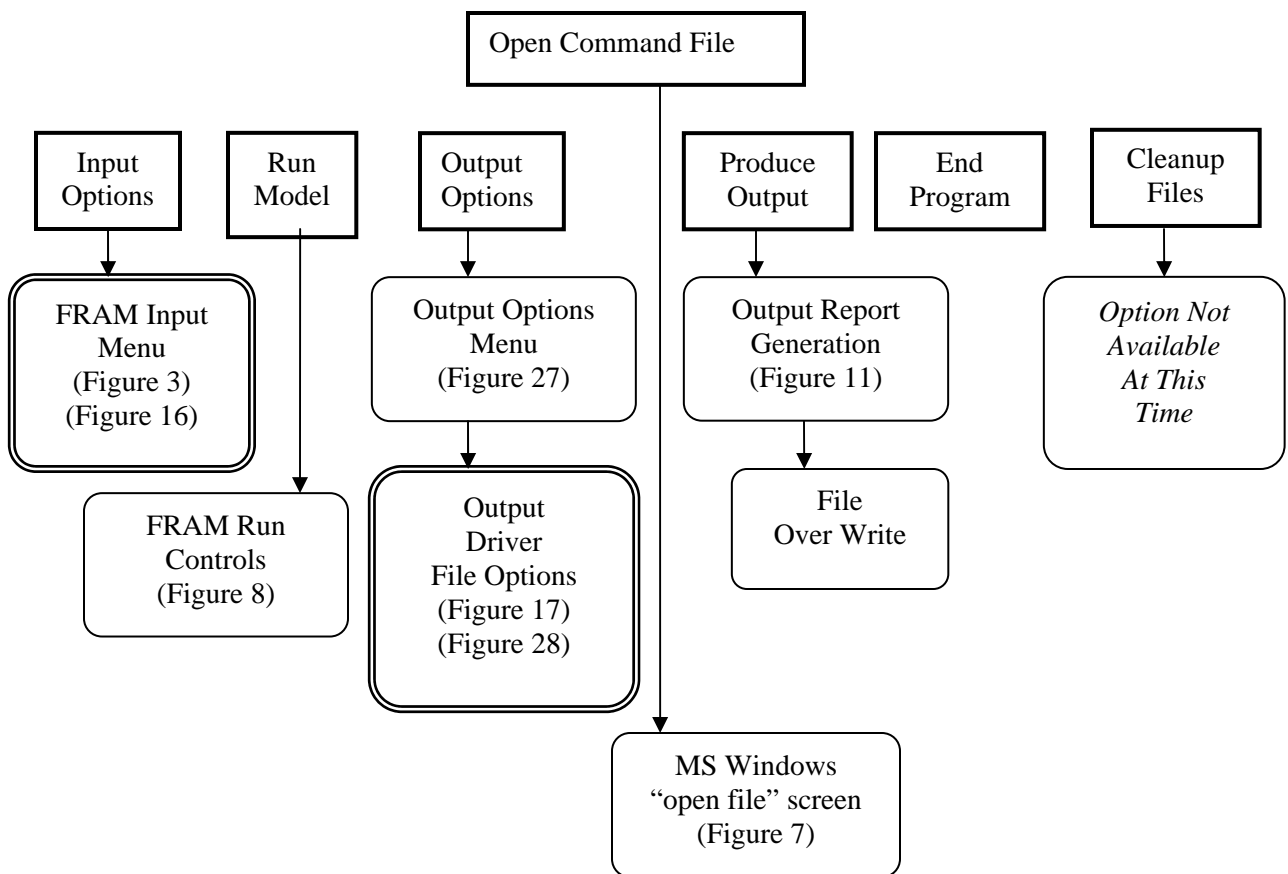 Open Command File
Input
Options
Run
Model
Output
Options
Produce
Output
End
Program
Cleanup
Files
FRAM Input
Menu
(Figure 3)
(Figure 16)
Output Options
Menu
(Figure 27)
Output Report
Generation
(Figure 11)
Option Not
Available
At This
Time
FRAM Run
Controls
(Figure 8)
Output
Driver
File Options
(Figure 17)
(Figure 28)
File
Over Write
MS Windows
“open file” screen
(Figure 7)